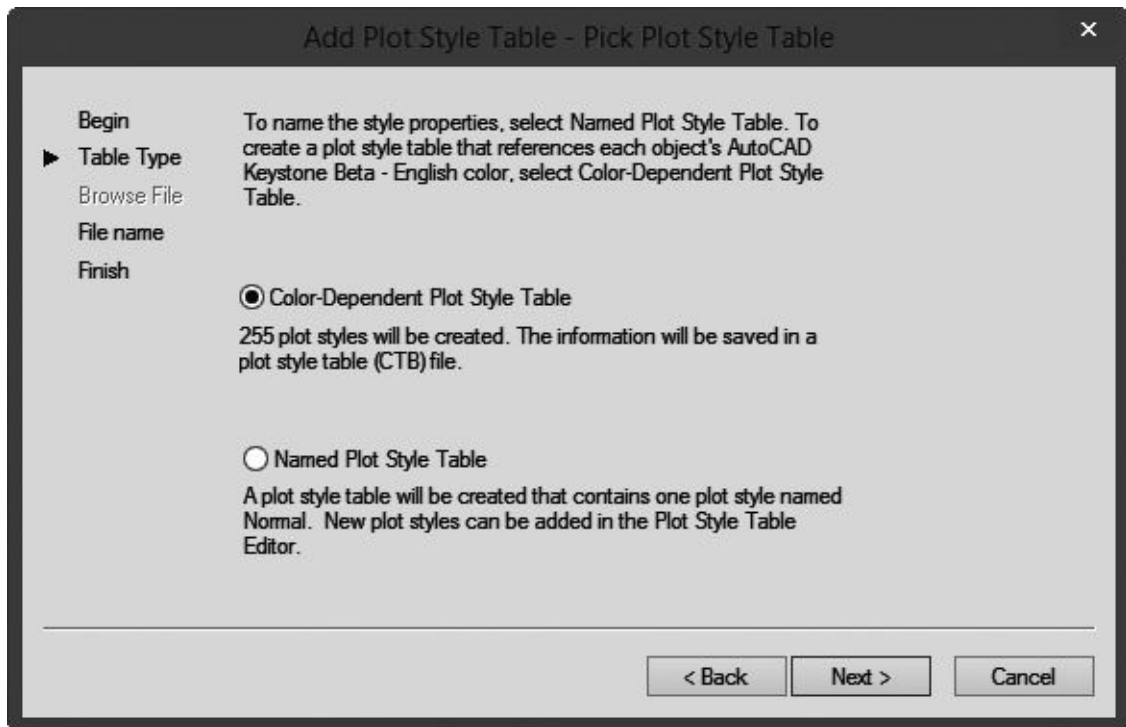 Add Plot Style Table - Pick Plot Style Table
×
Begin
Table Type
Browse File
File name
Finish
To name the style properties, select Named Plot Style Table. To
create a plot style table that references each object's AutoCAD
Keystone Beta - English color, select Color-Dependent Plot Style
Table.
Color-Dependent Plot Style Table
255 plot styles will be created. The information will be saved in a
plot style table (CTB) file.
Named Plot Style Table
A plot style table will be created that contains one plot style named
Normal. New plot styles can be added in the Plot Style Table
Editor.
< Back
Next >
Cancel